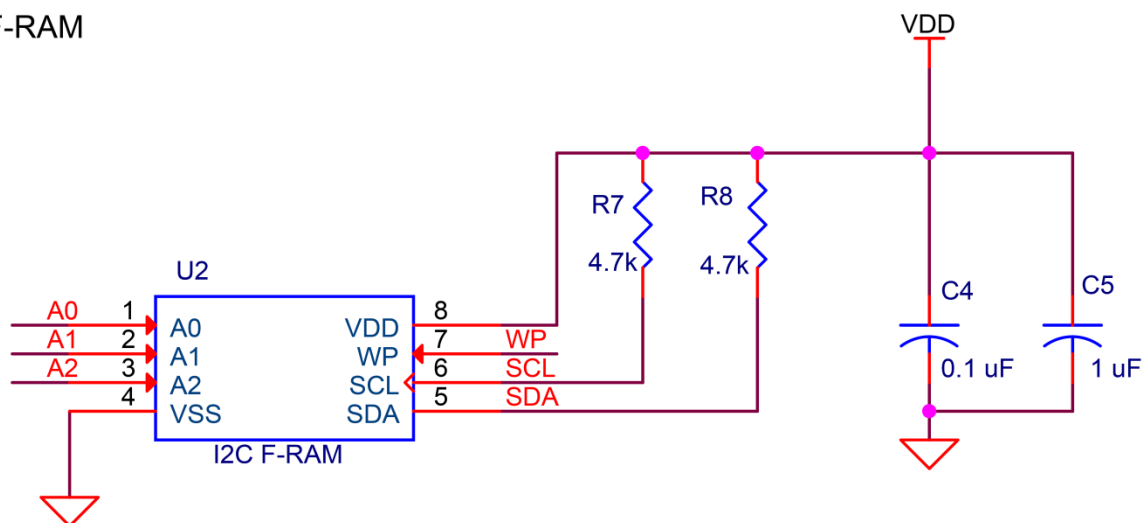 F-RAM
VDD
R7
4.7k
R8
4.7k
C4
0.1 uF
C5
1 uF
U2
A0 1 A0
A1 2 A1
A2 3 A2
4 VSS
VDD 8
WP 7 WP
SCL 6 SCL
SDA 5 SDA
I2C F-RAM